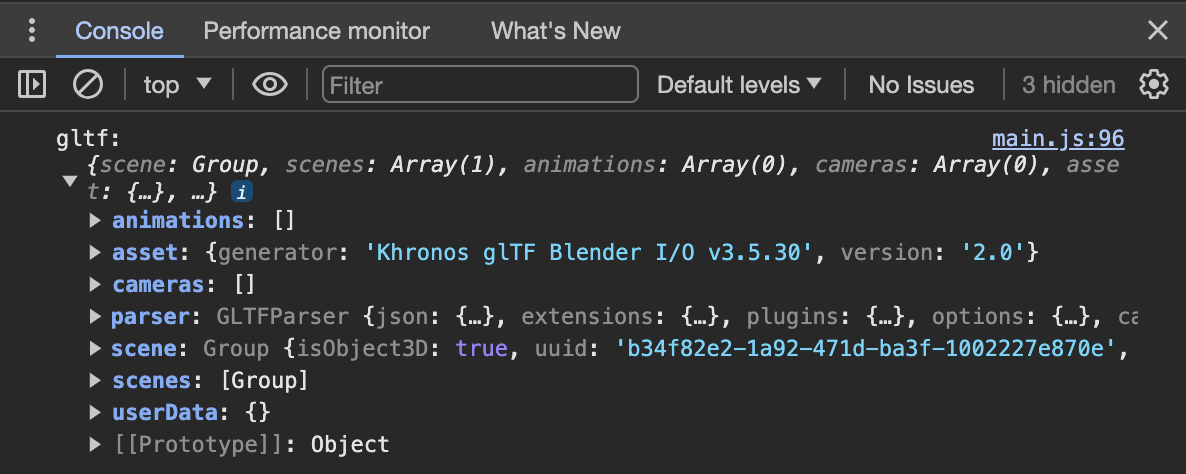 Console Performance monitor What's New
top Filter Default levels No Issues 3 hidden
gltf: main.js:96
{scene: Group, scenes: Array(1), animations: Array(0), cameras: Array(0), asse
t: {…}, …} i
animations: []
asset: {generator: 'Khronos glTF Blender I/O v3.5.30', version: '2.0'}
cameras: []
parser: GLTFParser {json: {…}, extensions: {…}, plugins: {…}, options: {…}, ca
scene: Group {isObject3D: true, uuid: 'b34f82e2-1a92-471d-ba3f-1002227e870e',
scenes: [Group]
userData: {}
[[Prototype]]: Object